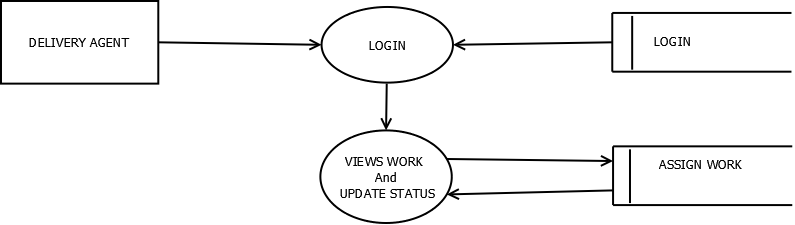 DELIVERY AGENT
LOGIN
LOGIN
VIEWS WORK
And
UPDATE STATUS
ASSIGN WORK